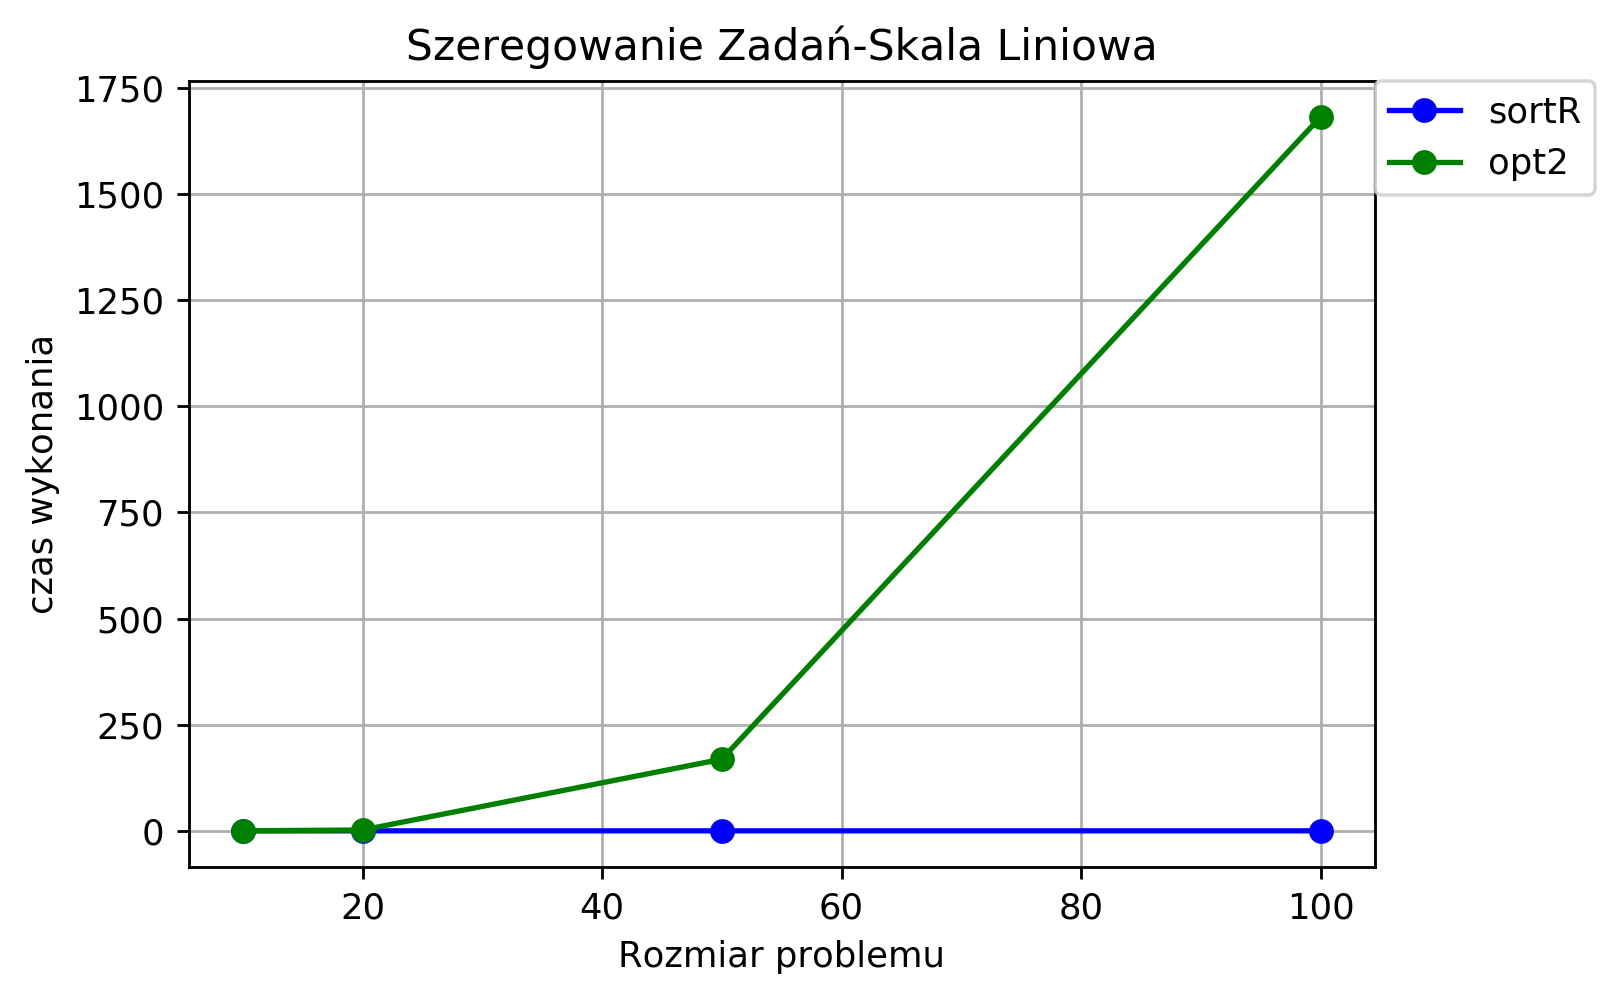 Szeregowanie Zadań-Skala Liniowa
1750
1500
1250
1000
750
500
250
0
czas wykonania
20 40 60 80 100
Rozmiar problemu
sortR
opt2